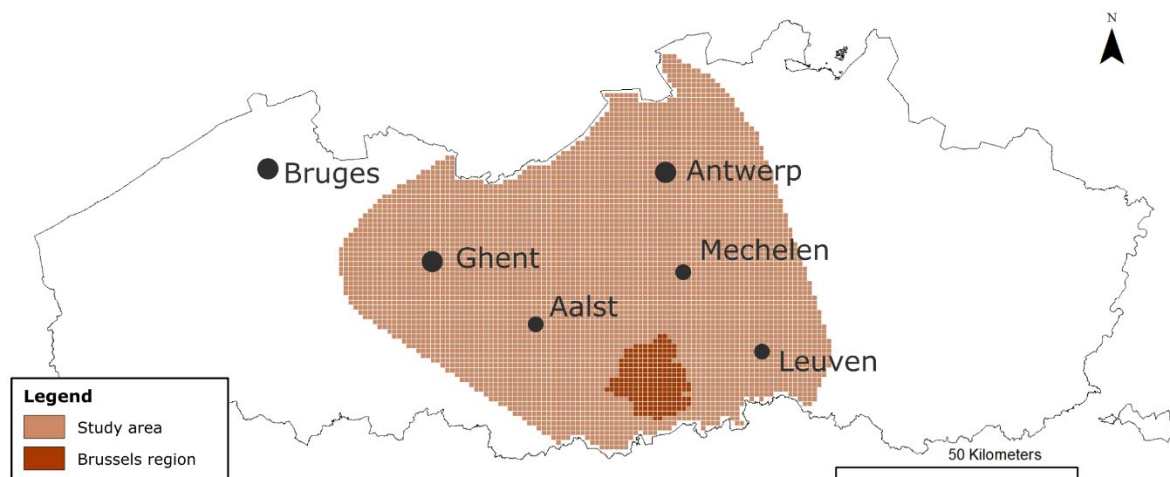 N
Bruges
Antwerp
Ghent
Mechelen
Aalst
Leuven
Legend
Study area
Brussels region
50 Kilometers